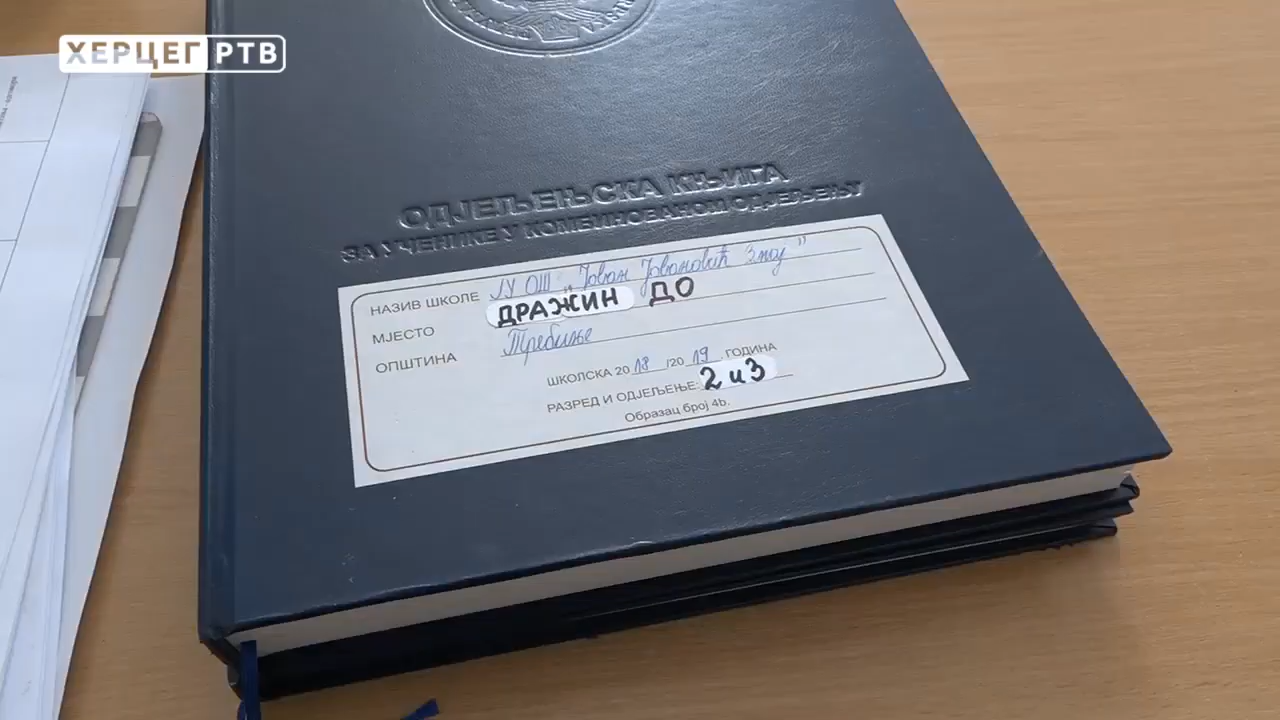 ХЕРЦЕГ РТВ
ОДЈЕЉЕЊСКА КЊИГА
ЗА УЧЕНИКЕ У КОМБИНОВАНОМ ОДЈЕЉЕЊУ
НАЗИВ ШКОЛЕ ЈУ ОШ „Јован Јовановић Змај"
МЈЕСТО ДРАЖИН ДО
ОПШТИНА Требиње
ШКОЛСКА 2018/2019. ГОДИНА
РАЗРЕД И ОДЈЕЉЕЊЕ: 2 и 3
Образац број 4b.